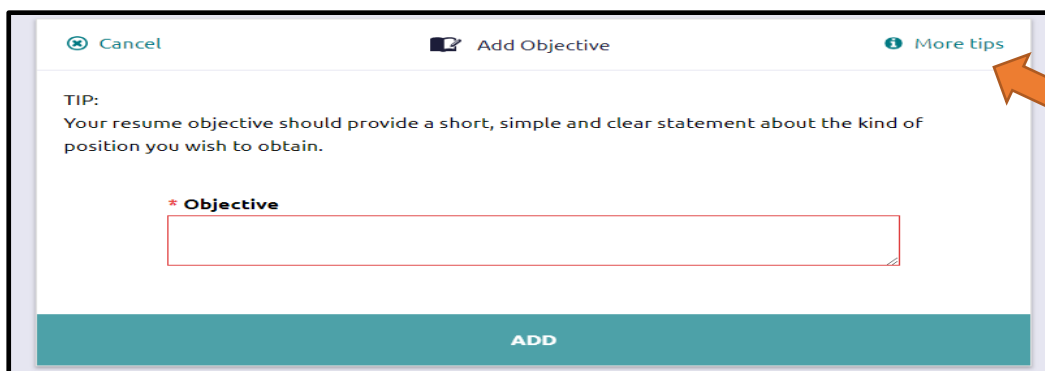 Cancel
Add Objective
More tips
TIP:
Your resume objective should provide a short, simple and clear statement about the kind of
position you wish to obtain.
* Objective
ADD